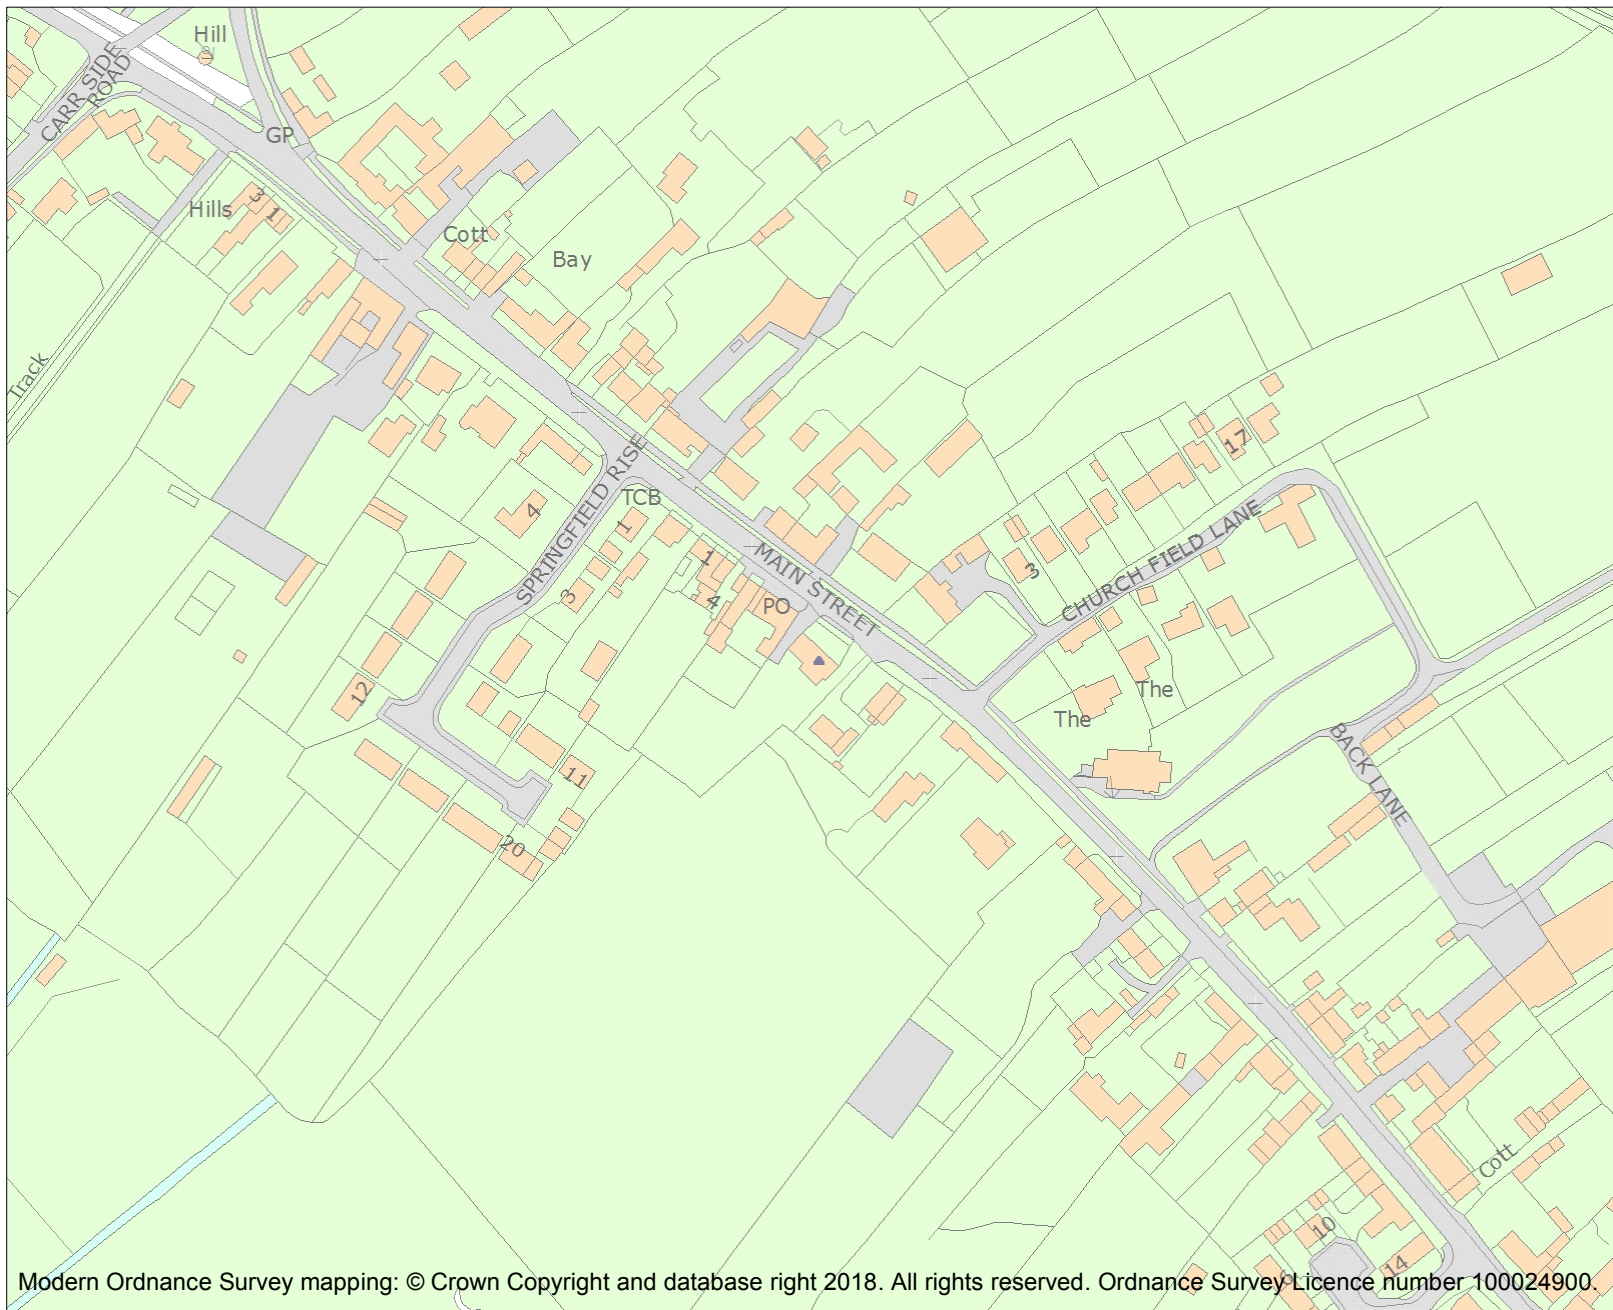 Hill
CARR SIDE
ROAD
GP
Hills
3
1
Cott
Bay
Track
17
SPRINGFIELD RISE
TCB
4
1
3
1
4
PO
MAIN STREET
3
CHURCH FIELD LANE
12
The
The
11
BACK LANE
20
Cott
10
14
Modern Ordnance Survey mapping: © Crown Copyright and database right 2018. All rights reserved. Ordnance Survey Licence number 100024900.